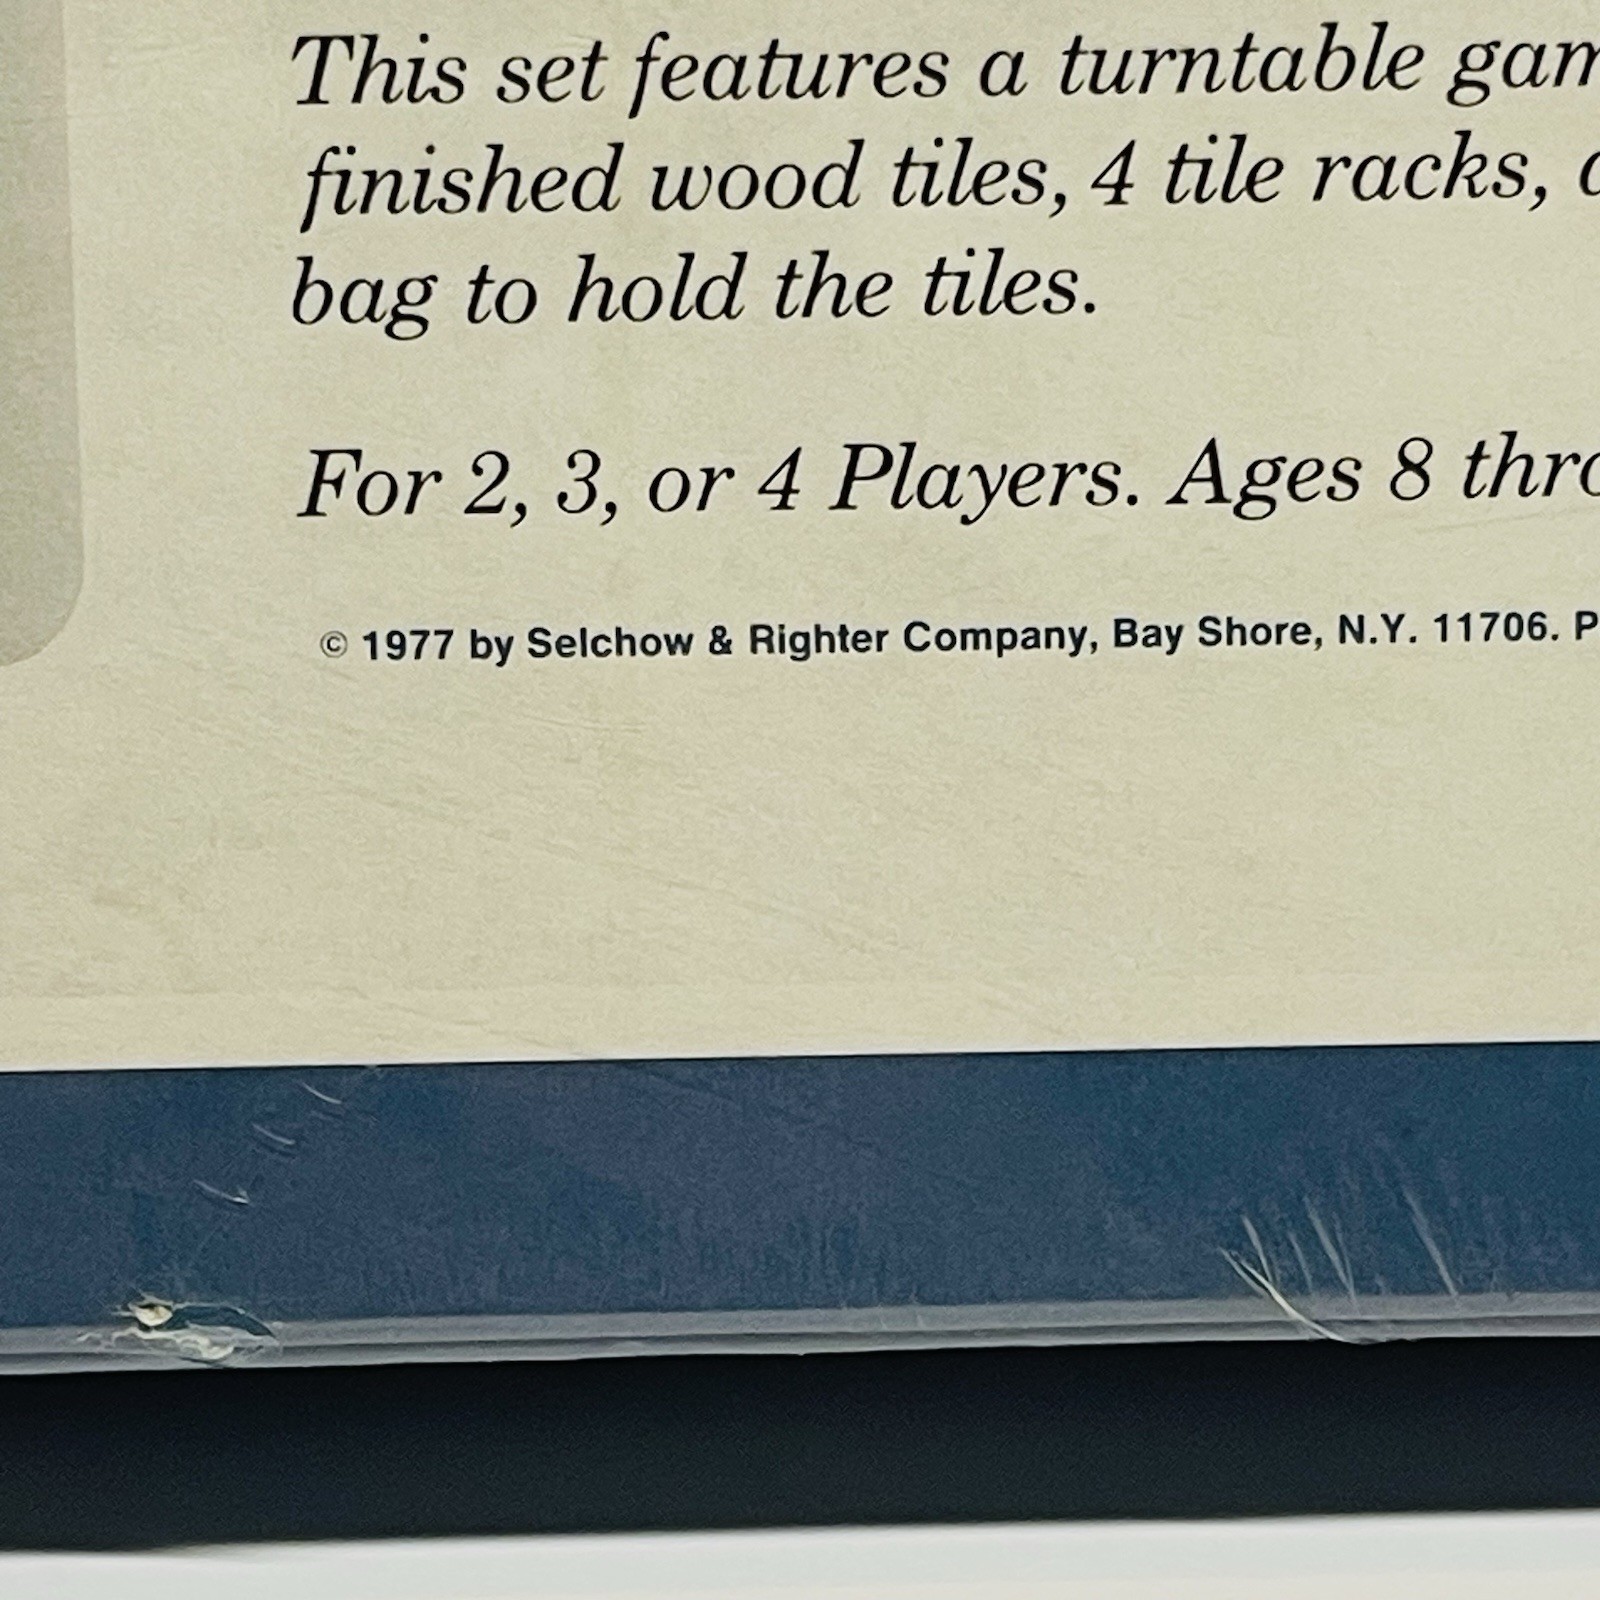 This set features a turntable gam
finished wood tiles, 4 tile racks,
bag to hold the tiles.
For 2, 3, or 4 Players. Ages 8 thro
© 1977 by Selchow & Righter Company, Bay Shore, N.Y. 11706. P